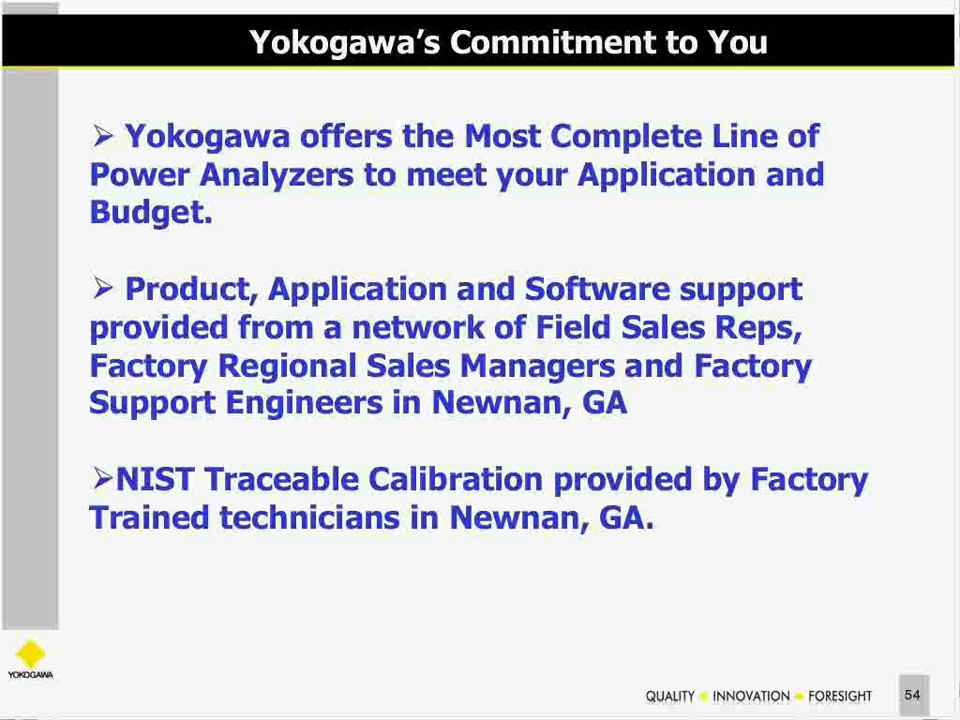 Yokogawa’s Commitment to You
➢ Yokogawa offers the Most Complete Line of
Power Analyzers to meet your Application and
Budget.
➢ Product, Application and Software support
provided from a network of Field Sales Reps,
Factory Regional Sales Managers and Factory
Support Engineers in Newnan, GA
➢NIST Traceable Calibration provided by Factory
Trained technicians in Newnan, GA.
YOKOGAWA
QUALITY INNOVATION FORESIGHT 54